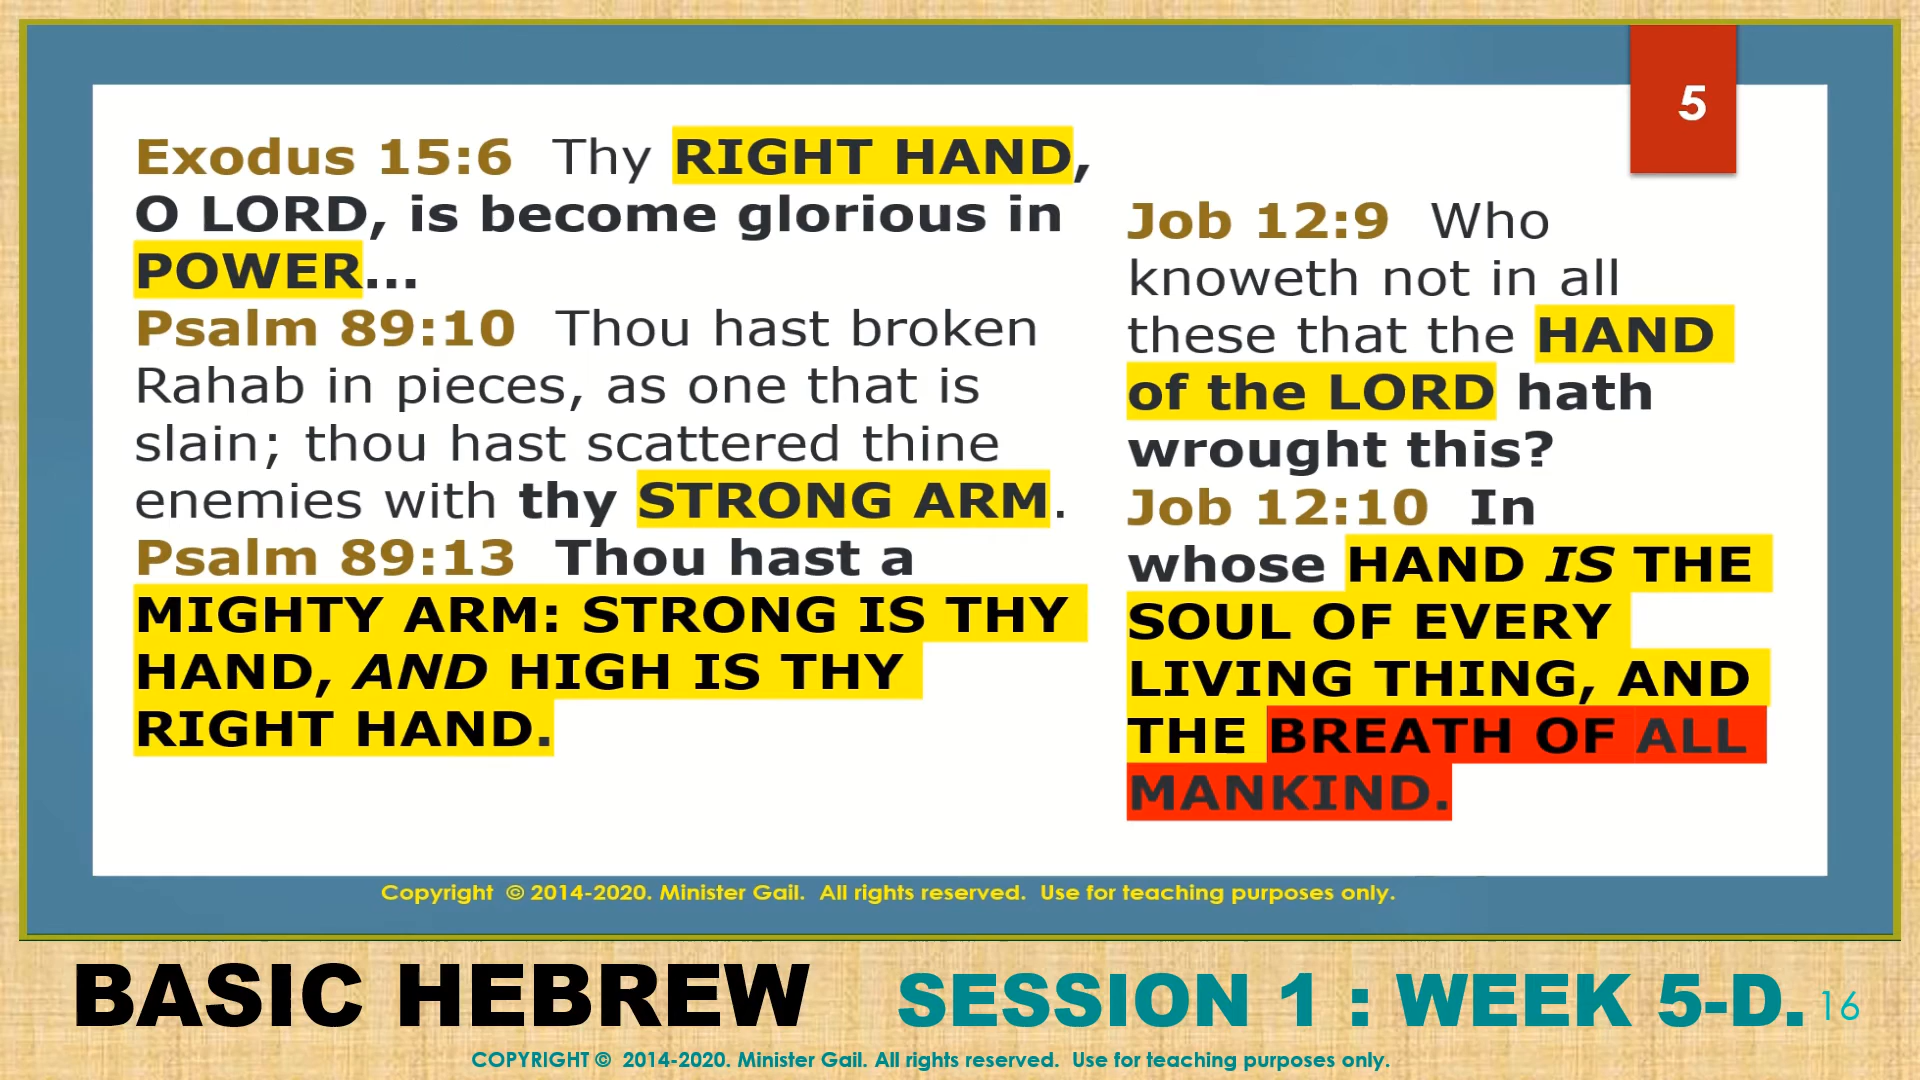 5
Exodus 15:6 Thy RIGHT HAND,
O LORD, is become glorious in
POWER...
Psalm 89:10 Thou hast broken
Rahab in pieces, as one that is
slain; thou hast scattered thine
enemies with thy STRONG ARM.
Psalm 89:13 Thou hast a
MIGHTY ARM: STRONG IS THY
HAND, AND HIGH IS THY
RIGHT HAND.
Job 12:9 Who
knoweth not in all
these that the HAND
of the LORD hath
wrought this?
Job 12:10 In
whose HAND IS THE
SOUL OF EVERY
LIVING THING, AND
THE BREATH OF ALL
MANKIND.
Copyright © 2014-2020. Minister Gail. All rights reserved. Use for teaching purposes only.
BASIC HEBREW SESSION 1 : WEEK 5-D. 16
COPYRIGHT © 2014-2020. Minister Gail. All rights reserved. Use for teaching purposes only.